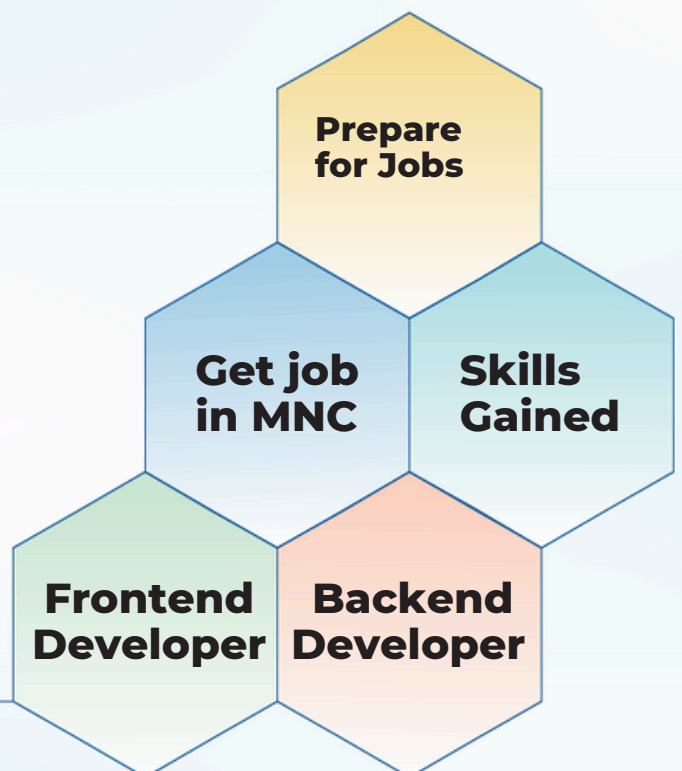 Prepare
for Jobs
Get job
in MNC
Skills
Gained
Frontend
Developer
Backend
Developer